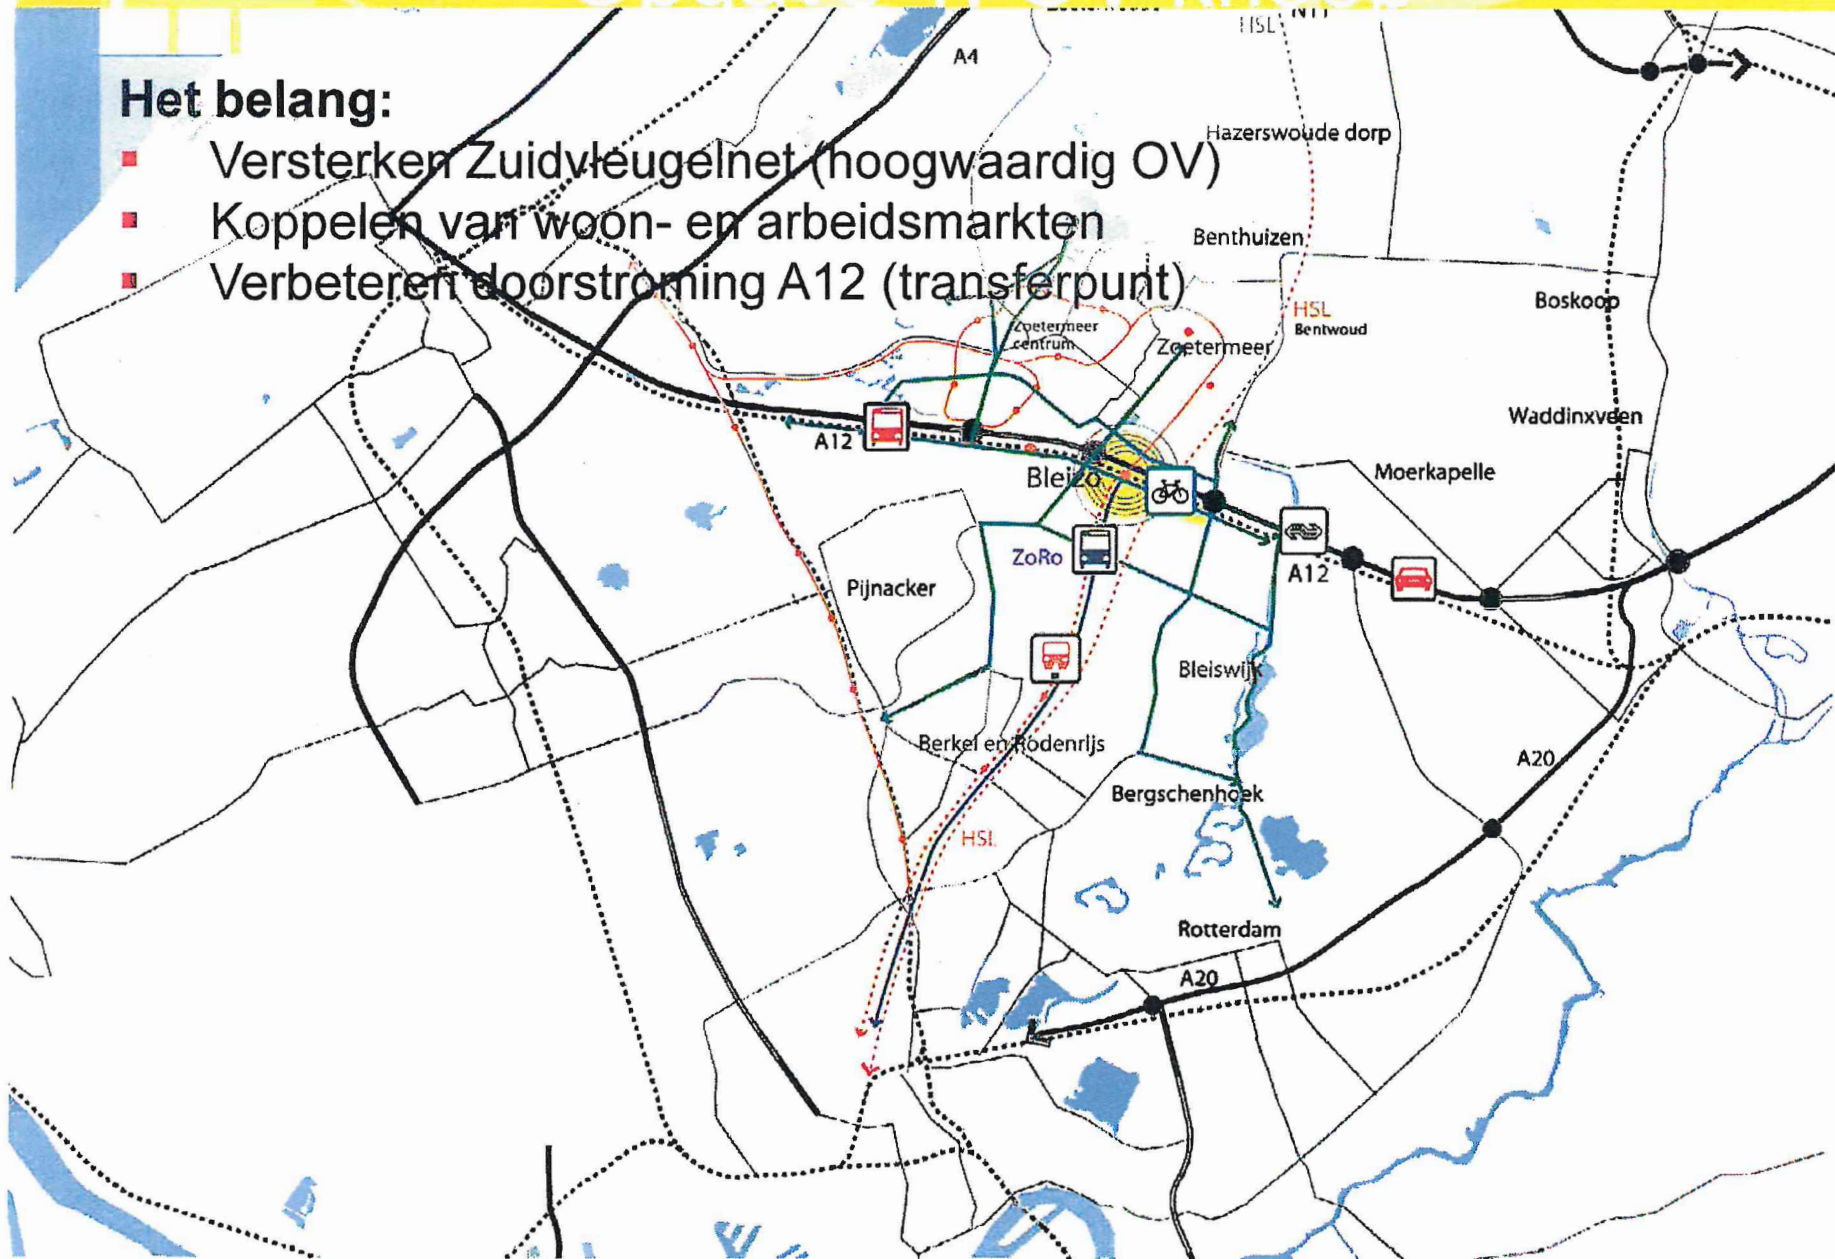 Het belang:
Versterken Zuidvleugelnet (hoogwaardig OV)
Koppelen van woon- en arbeidsmarkten
Verbeteren doorstroming A12 (transferpunt)
A4
HSL
N11
Hazerswoude dorp
Benthuizen
HSL
Bentwoud
Boskoop
Zoetermeer
centrum
Zoetermeer
Waddinxveen
A12
Moerkapelle
Bleizo
ZoRo
A12
Pijnacker
Bleiswijk
Berkel en Rodenrijs
A20
Bergschenhoek
HSL
Rotterdam
A20